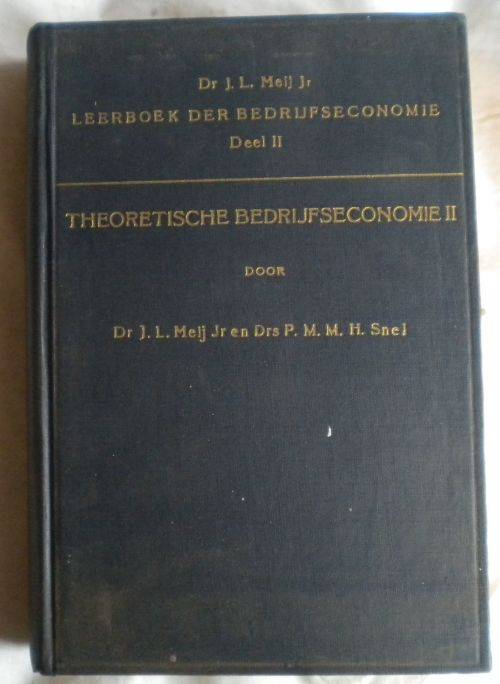 Dr J. L. Meij Jr
LEERBOEK DER BEDRIJFSECONOMIE
Deel II
THEORETISCHE BEDRIJFSECONOMIE II
DOOR
Dr J. L. Meij Jr en Drs P. M. M. H. Snel